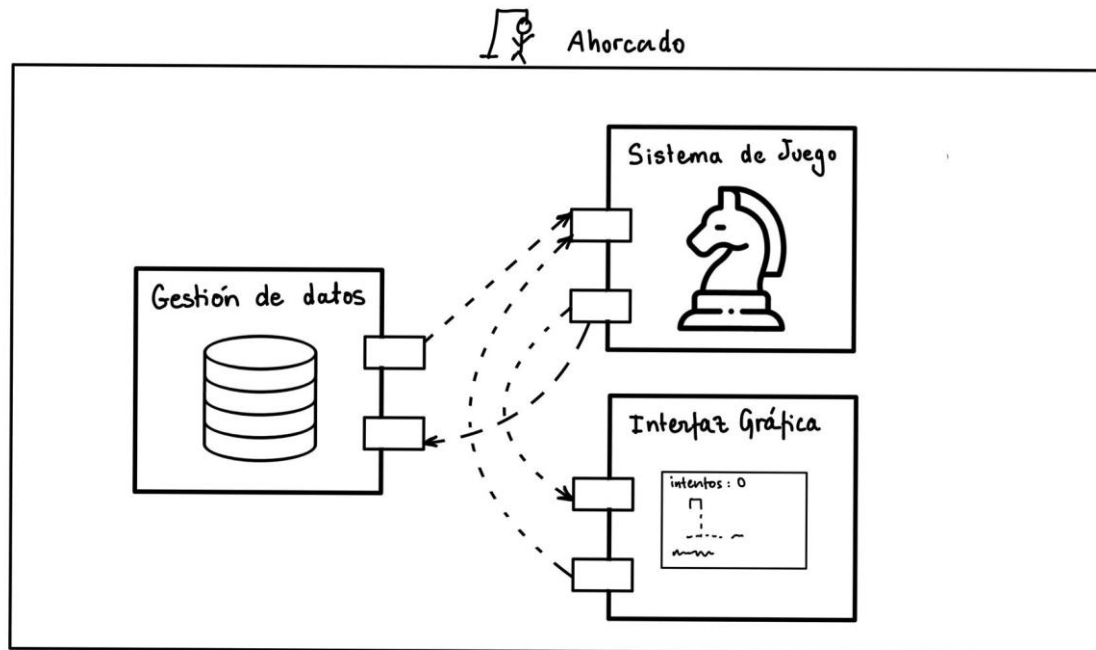 Ahorcado
Sistema de Juego
Gestión de datos
Interfaz Gráfica
intentos: 0